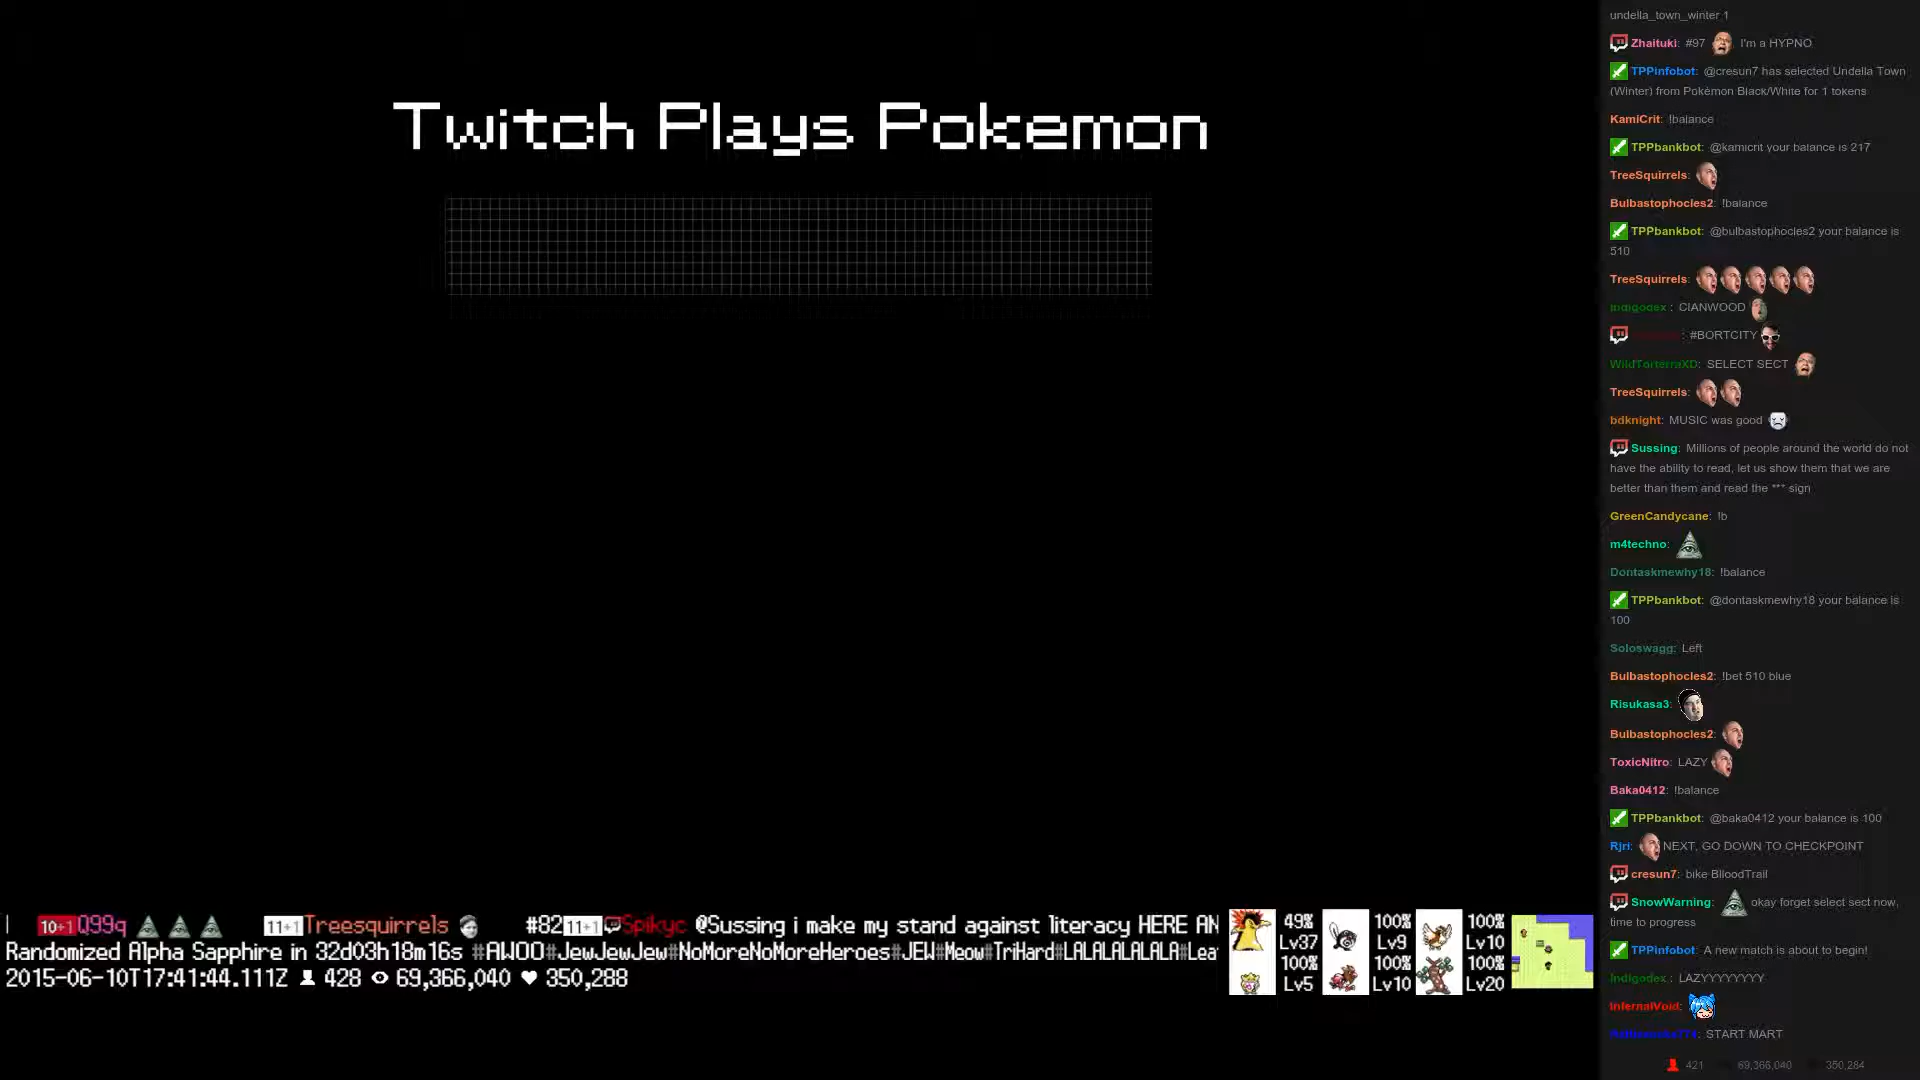 Twitch Plays Pokemon
undella_town_winter 1
Zhaituki: #97 I'm a HYPNO
TPPinfobot: @cresun7 has selected Undella Town
(Winter) from Pokémon Black/White for 1 tokens
KamiCrit: !balance
TPPbankbot: @kamicrit your balance is 217
TreeSquirrels:
Bulbastophocles2: !balance
TPPbankbot: @bulbastophocles2 your balance is
510
TreeSquirrels:
Indigodex : CIANWOOD
: #BORTCITY
WildTorterraXD: SELECT SECT
TreeSquirrels:
bdknight: MUSIC was good
Sussing: Millions of people around the world do not
have the ability to read, let us show them that we are
better than them and read the *** sign
GreenCandycane: !b
m4techno:
Dontaskmewhy18: !balance
TPPbankbot: @dontaskmewhy18 your balance is
100
Soloswagg: Left
Bulbastophocles2: !bet 510 blue
Risukasa3:
Bulbastophocles2:
ToxicNitro: LAZY
Baka0412: !balance
TPPbankbot: @baka0412 your balance is 100
Rjri: NEXT, GO DOWN TO CHECKPOINT
cresun7: bike BlloodTrail
SnowWarning: okay forget select sect now,
time to progress
TPPinfobot: A new match is about to begin!
Indigodex : LAZYYYYYYYY
InfernalVoid:
: START MART
421 69,366,040 350,284
10+1 Q99q 11+1 Treesquirrels #82 11+1 Spikyc @Sussing i make my stand against literacy HERE AN
Randomized Alpha Sapphire in 32d03h18m16s #AWOO#JewJewJew#NoMoreNoMoreHeroes#JEW#Meow#TriHard#LALALALALALA#Lea
2015-06-10T17:41:44.111Z 428 69,366,040 350,288
49% 100% 100%
Lv37 Lv9 Lv10
100% 100% 100%
Lv5 Lv10 Lv20